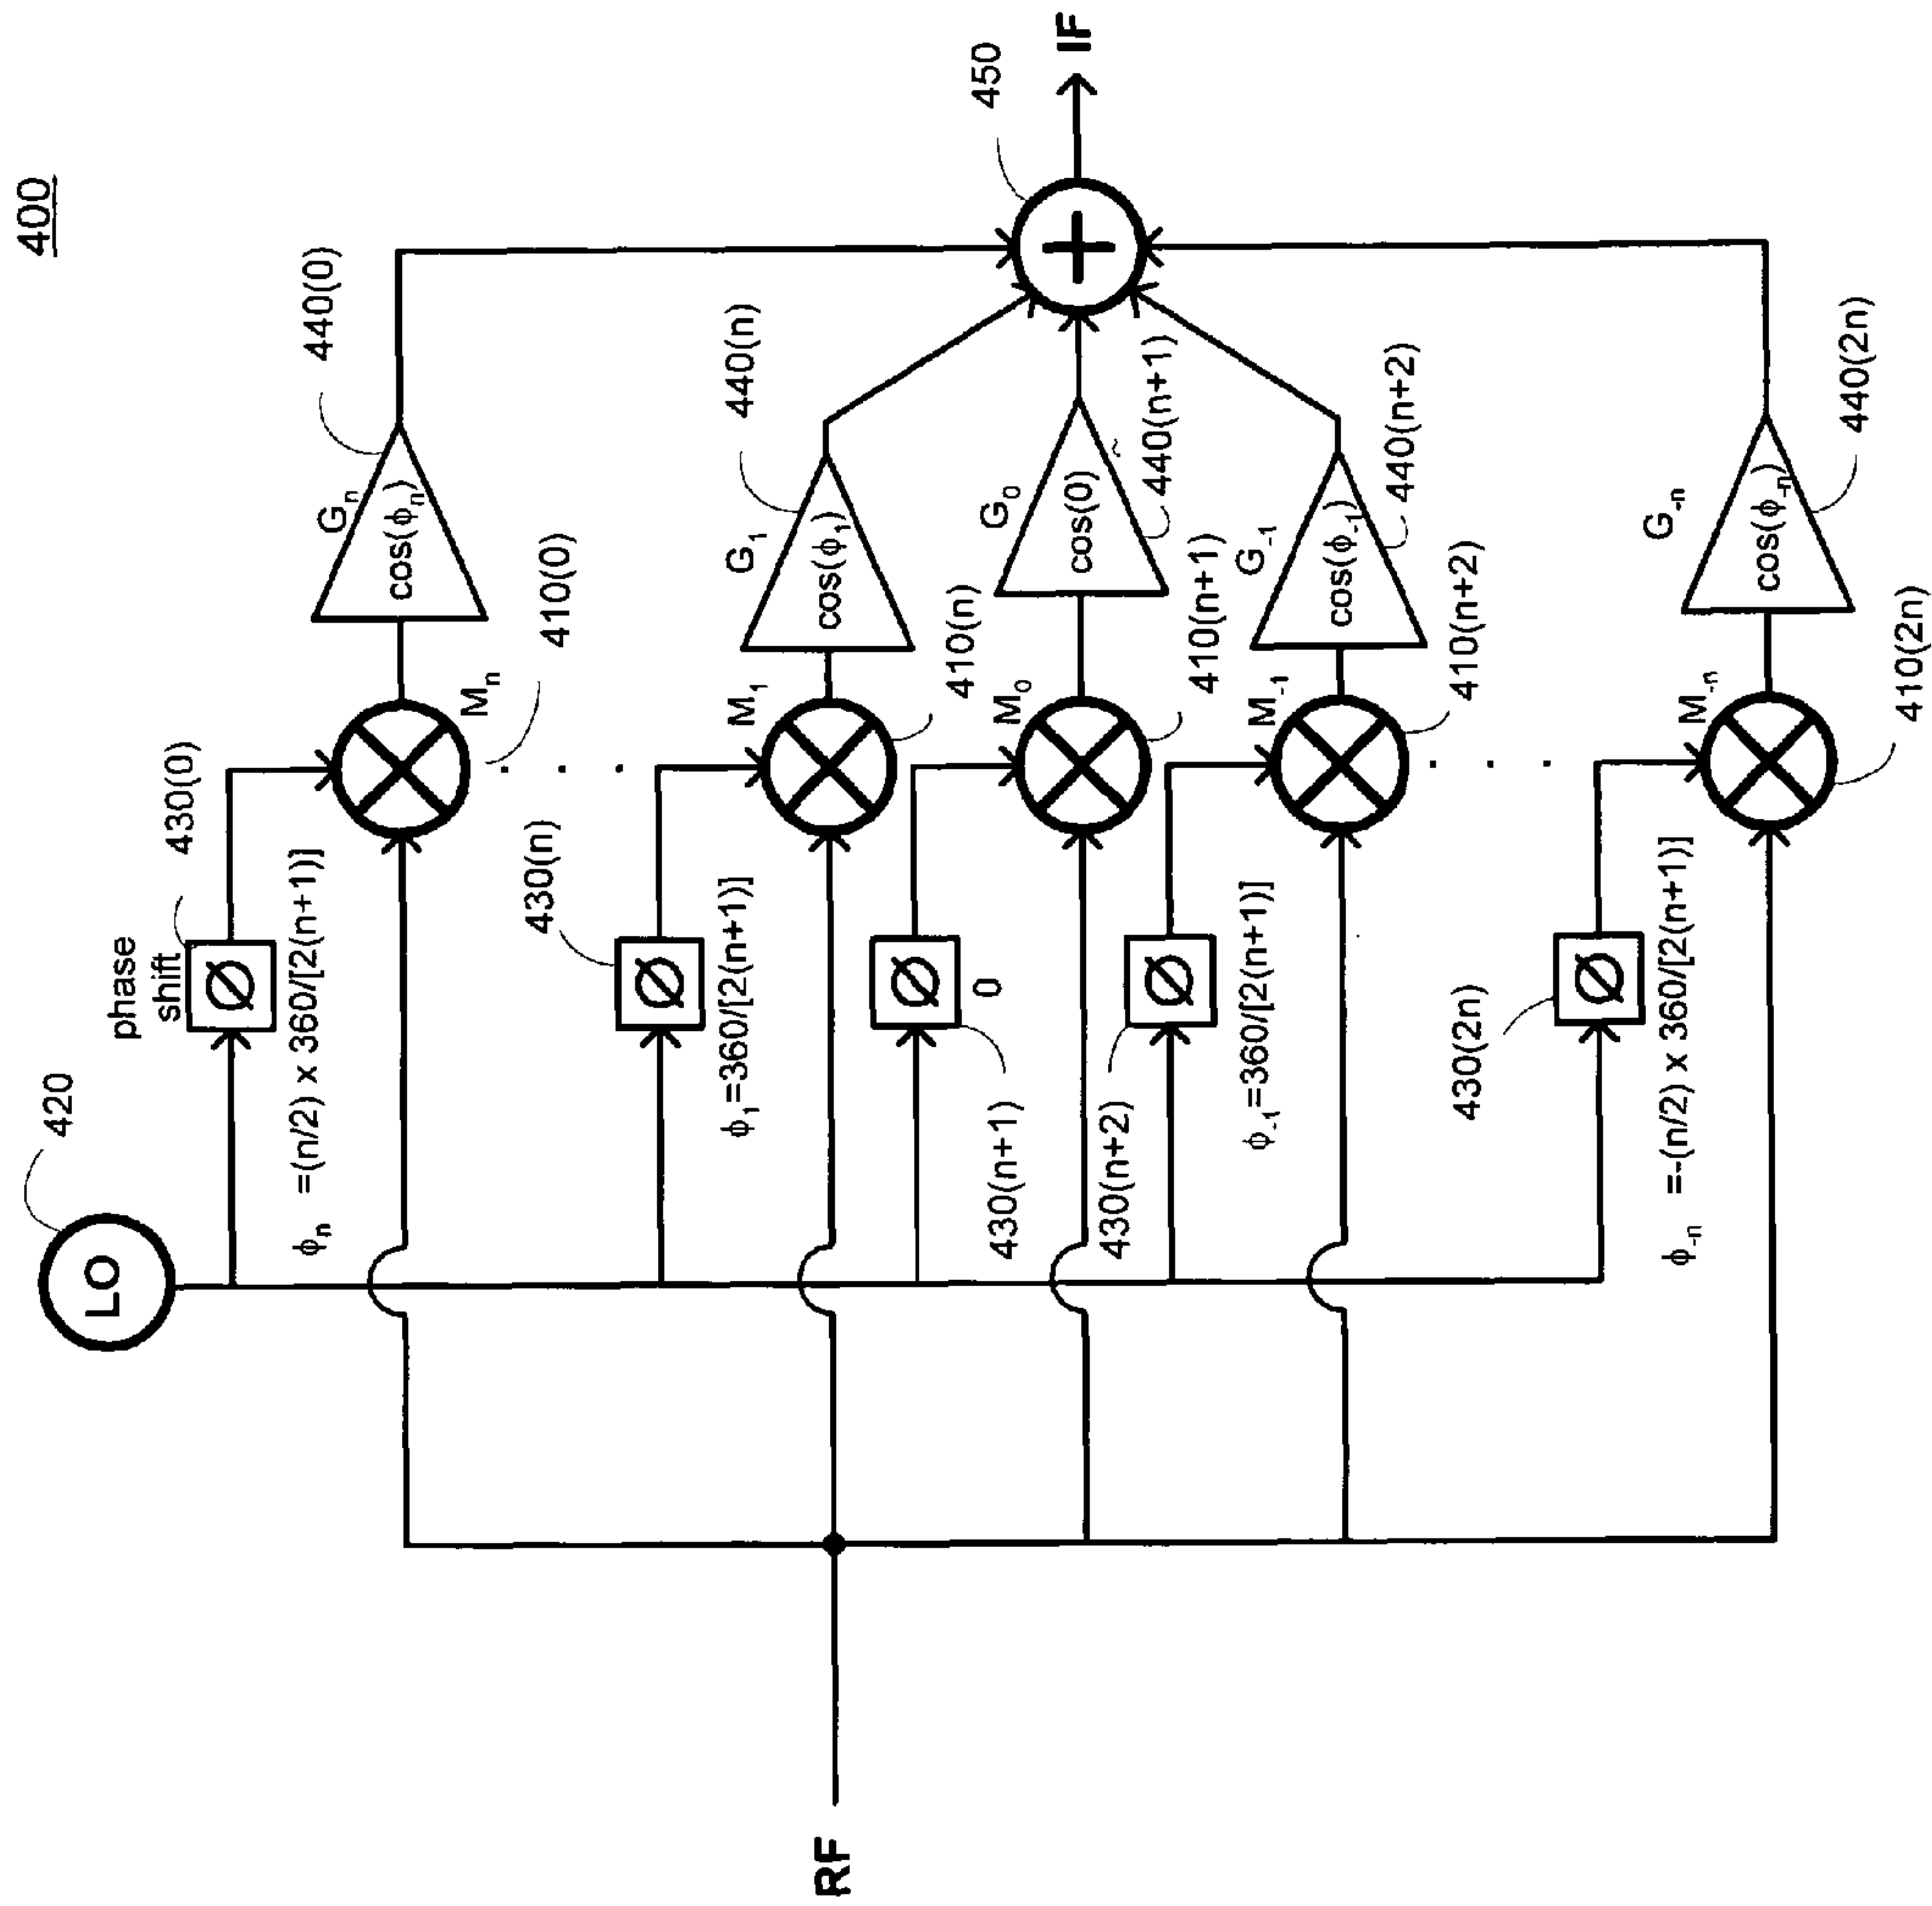 400
420
LO
phase
shift
430(0)
ϕn =(n/2) x 360/[2(n+1)]
Mn
410(0)
Gn
cos(ϕn)
440(0)
430(n)
ϕ1=360/[2(n+1)]
M1
410(n)
G1
cos(ϕ1)
440(n)
430(n+1)
0
M0
410(n+1)
G0
cos(0)
440(n+1)
450
IF
RF
430(n+2)
ϕ-1=360/[2(n+1)]
M-1
410(n+2)
G-1
cos(ϕ-1)
440(n+2)
430(2n)
ϕ-n =-(n/2) x 360/[2(n+1)]
M-n
410(2n)
G-n
cos(ϕ-n)
440(2n)